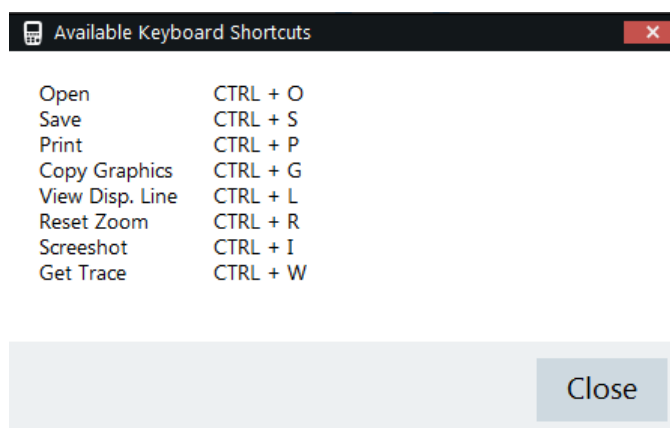 Available Keyboard Shortcuts
Open CTRL + O
Save CTRL + S
Print CTRL + P
Copy Graphics CTRL + G
View Disp. Line CTRL + L
Reset Zoom CTRL + R
Screeshot CTRL + I
Get Trace CTRL + W
Close